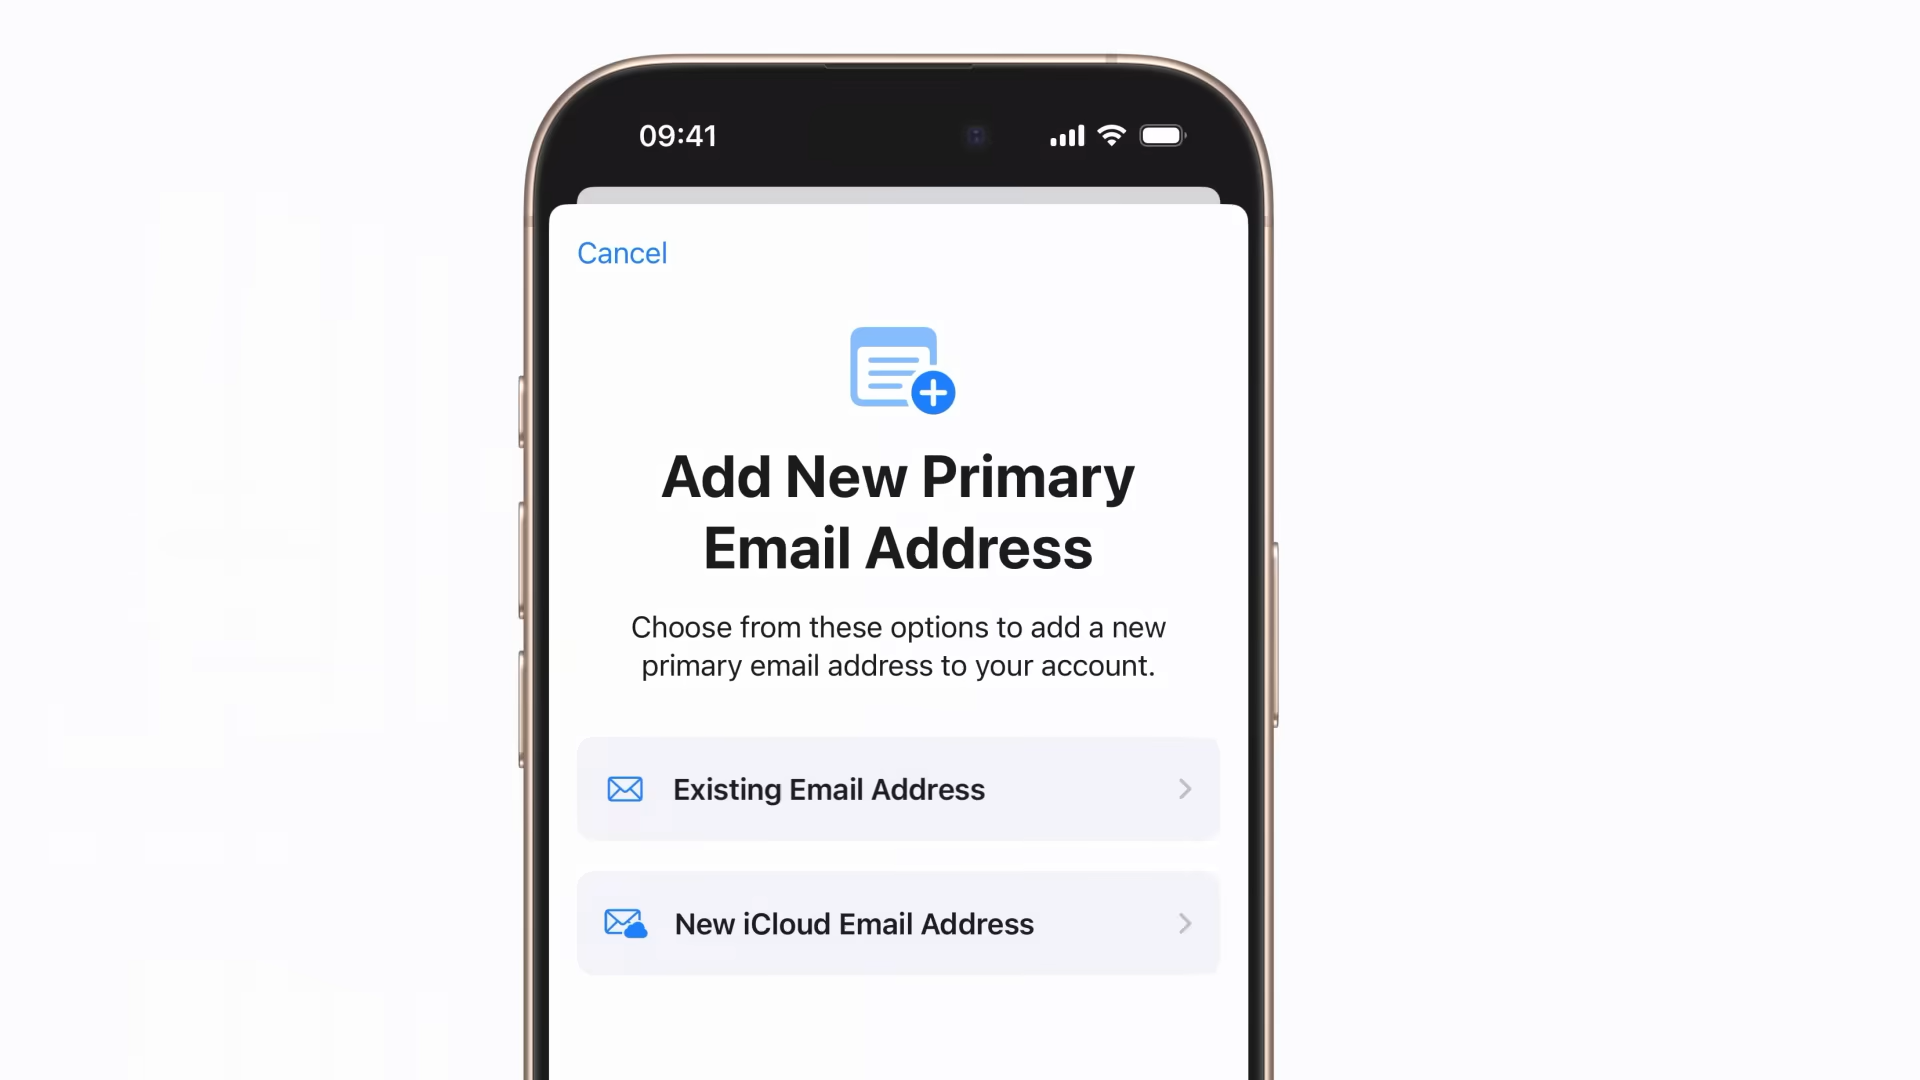 09:41
Cancel
Add New Primary
Email Address
Choose from these options to add a new
primary email address to your account.
Existing Email Address
New iCloud Email Address